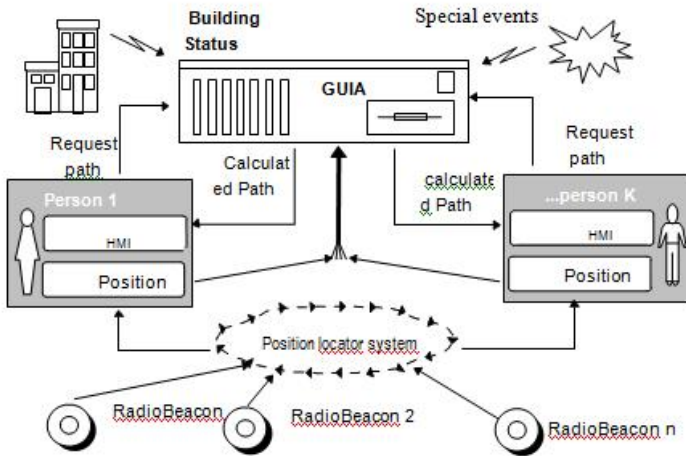 Building
Status
Special events
GUIA
Request
path
Calculat
ed Path
calculate
d Path
Request
path
Person 1
HMI
Position
...person K
HMI
Position
Position locator system
RadioBeacon
RadioBeacon 2
RadioBeacon n